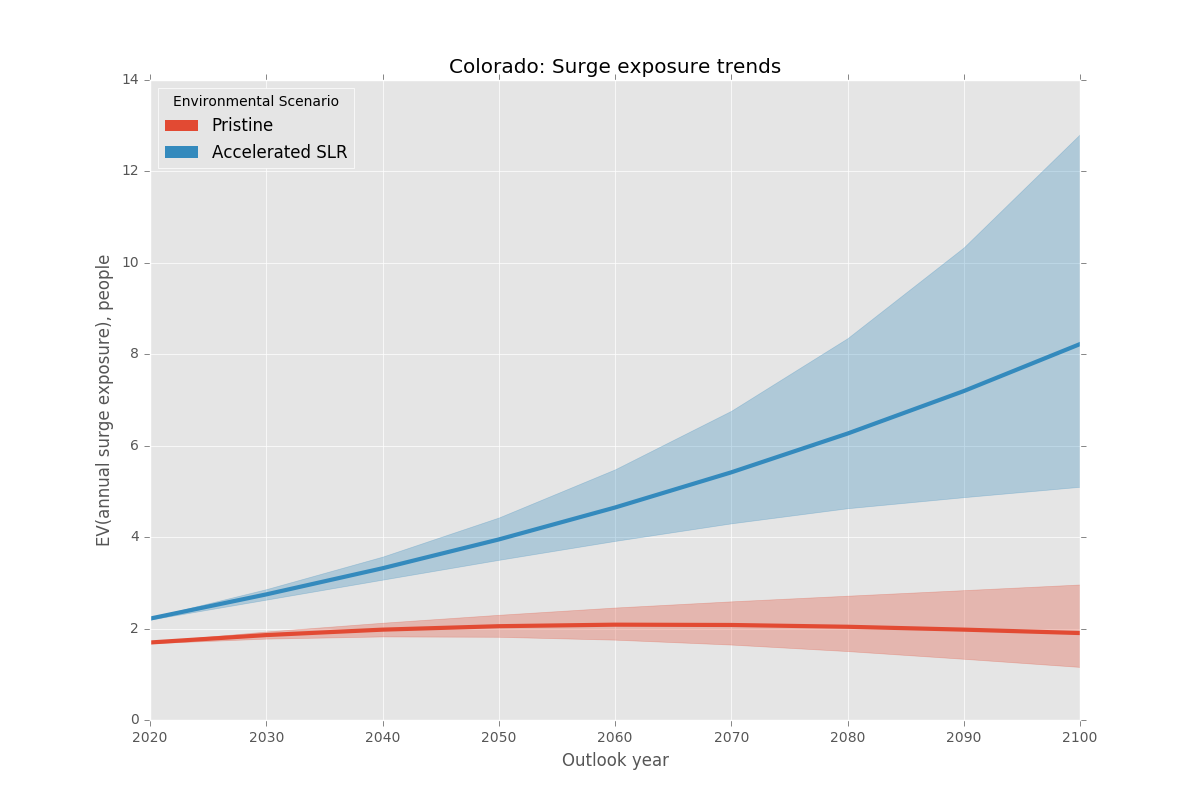 Colorado: Surge exposure trends
Environmental Scenario
Pristine
Accelerated SLR
EV(annual surge exposure), people
14
12
10
8
6
4
2
0
2020 2030 2040 2050 2060 2070 2080 2090 2100
Outlook year